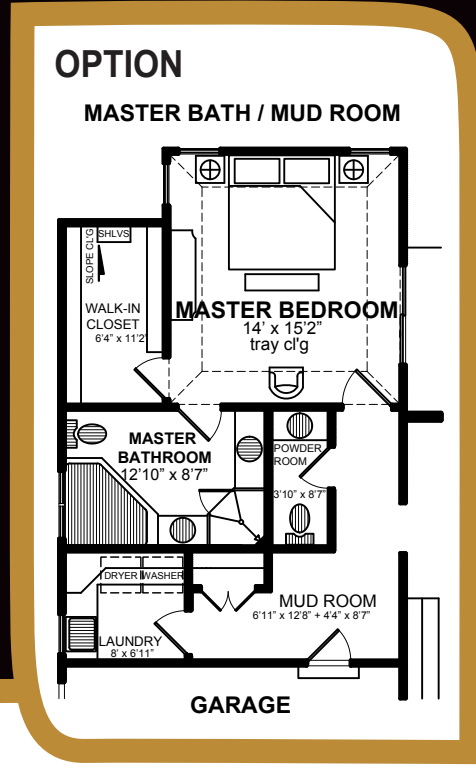 OPTION
MASTER BATH / MUD ROOM
SLOPE CL'G
SHLVS
WALK-IN
CLOSET
6'4" x 11'2"
MASTER BEDROOM
14' x 15'2"
tray cl'g
MASTER
BATHROOM
12'10" x 8'7"
POWDER
ROOM
3'10" x 8'7"
DRYER
WASHER
LAUNDRY
8' x 6'11"
MUD ROOM
6'11" x 12'8" + 4'4" x 8'7"
GARAGE